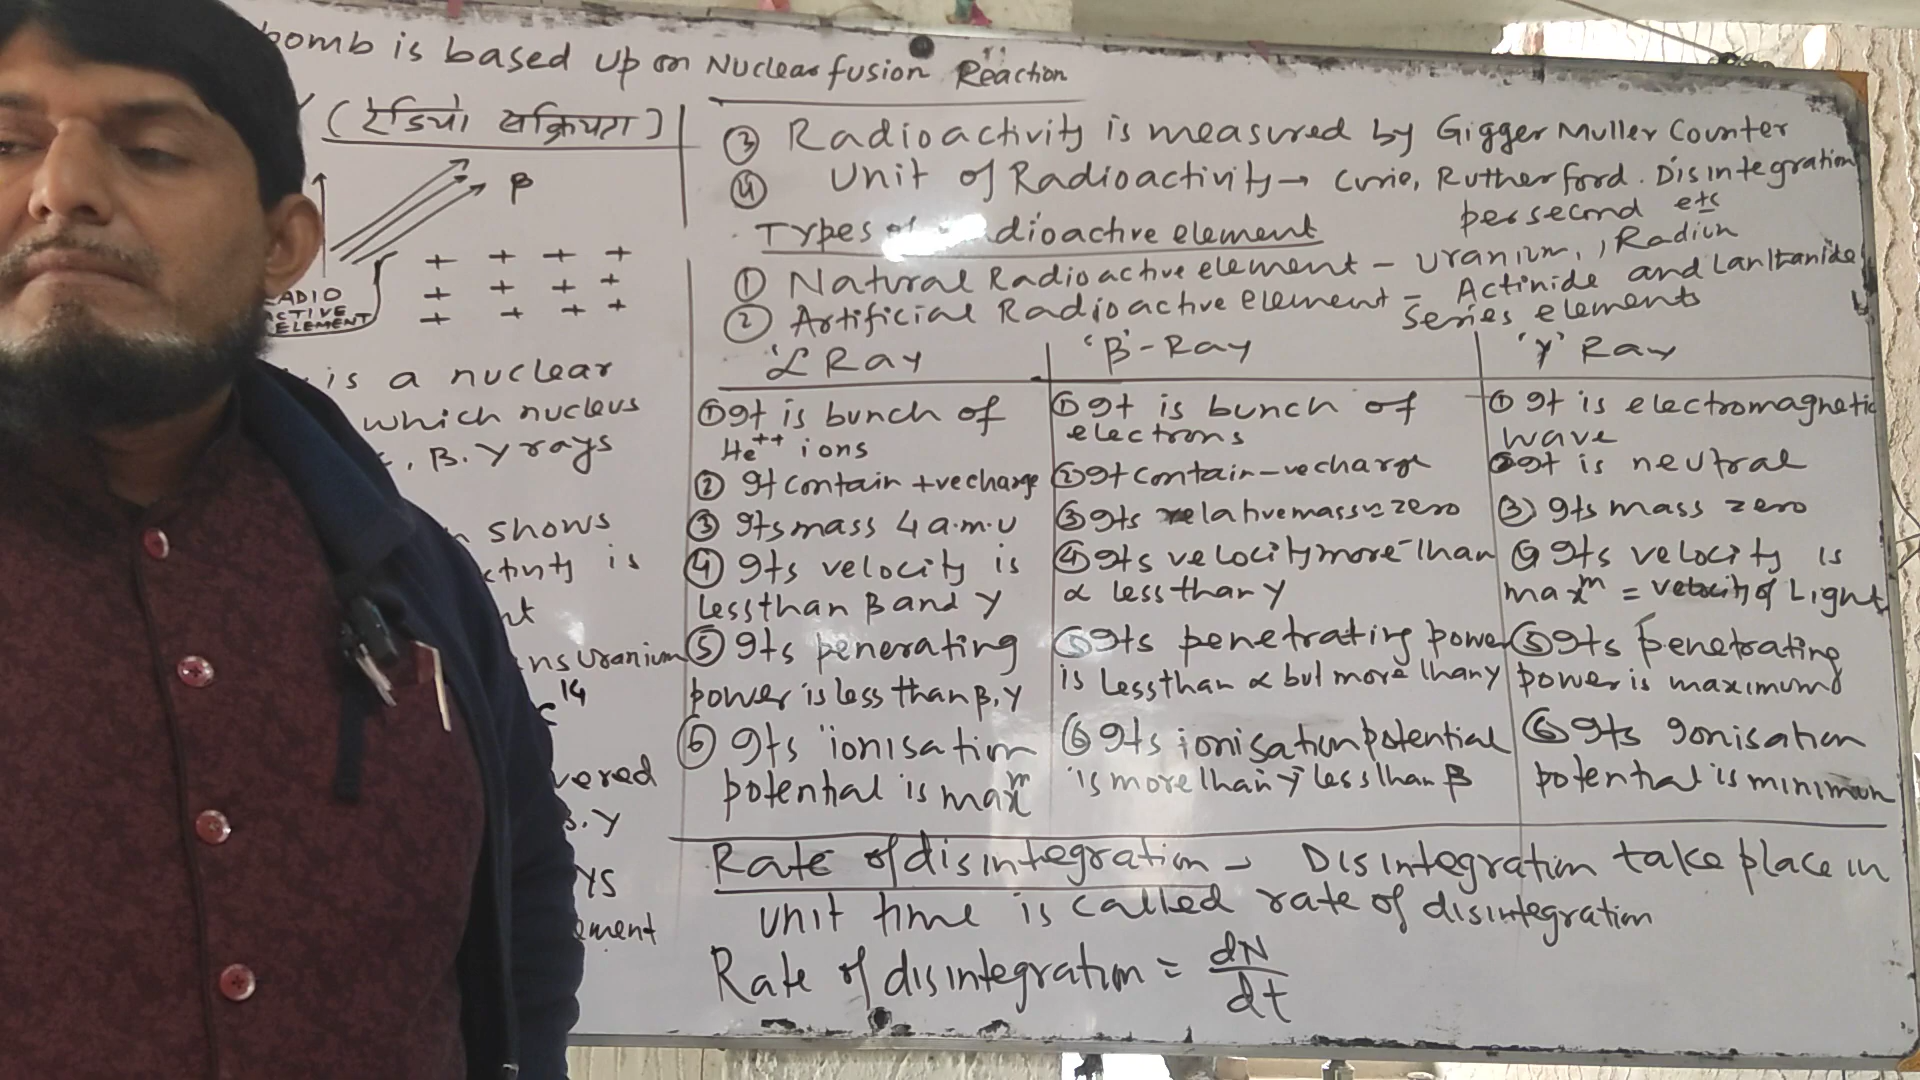 bomb is based up on Nuclear fusion Reaction
(रेडियो सक्रियता)
β
RADIO
ACTIVE
ELEMENT
+ + + +
+ + + +
+ + + +
is a nuclear
which nucleus
, β. γ rays
shows
is
nsuranium
14
vered
β. γ
ys
ement
③ Radioactivity is measured by Gigger Muller Counter
④ Unit of Radioactivity → Curie, Rutherford. Disintegration
per second etc
Types dioactive element
① Natural Radioactive element - Uranium, , Radium
② Artificial Radioactive element - Actinide and Lanthanide
Series elements
'α Ray
① It is bunch of
He++ ions
② It contain +ve charge
③ Its mass 4 a.m.u
④ Its velocity is
less than β and γ
⑤ Its penerating
power is less than β, γ
⑥ Its ionisation
potential is maxm
'β'-Ray
① It is bunch of
electrons
② It contain -ve charge
③ Its relative mass = zero
④ Its velocity more than
α less than γ
⑤ Its penetrating power
is less than α but more than γ
⑥ Its ionisation potential
is more than γ less than β
'γ' Ray
① It is electromagnetic
wave
② It is neutral
③ Its mass zero
④ Its velocity is
maxm = velocity of Light
⑤ Its penetrating
power is maximum
⑥ Its Ionisation
potential is minimum
Rate of disintegration → Disintegration take place in
unit time is called rate of disintegration
Rate of disintegration = dN/dt